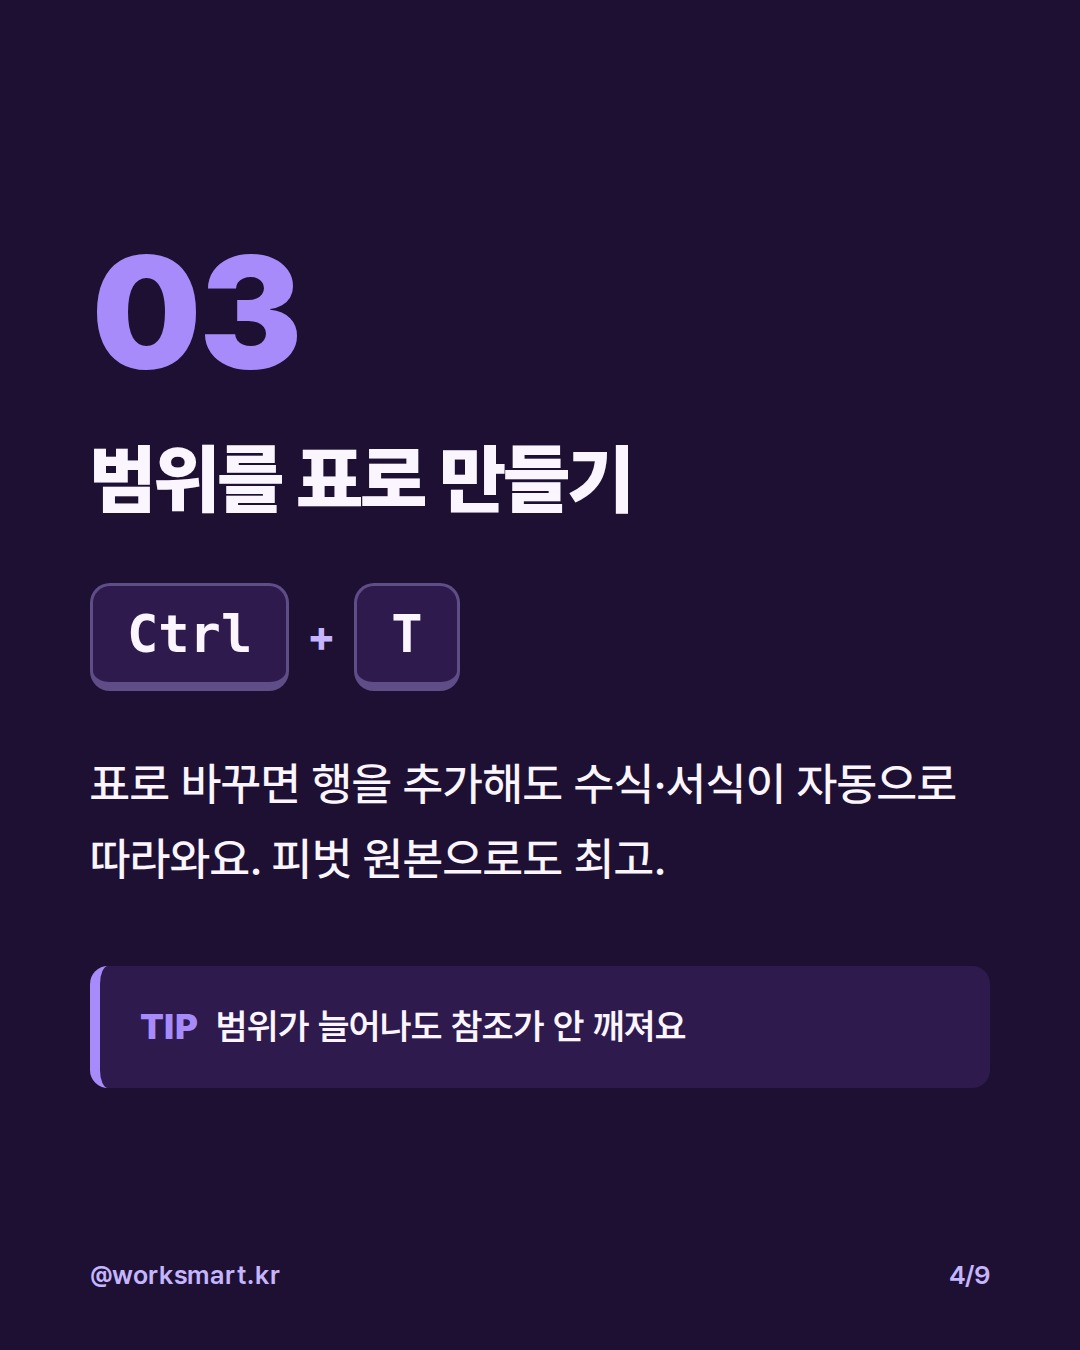 03
범위를 표로 만들기
Ctrl + T
표로 바꾸면 행을 추가해도 수식·서식이 자동으로
따라와요. 피벗 원본으로도 최고.
TIP 범위가 늘어나도 참조가 안 깨져요
@worksmart.kr 4/9